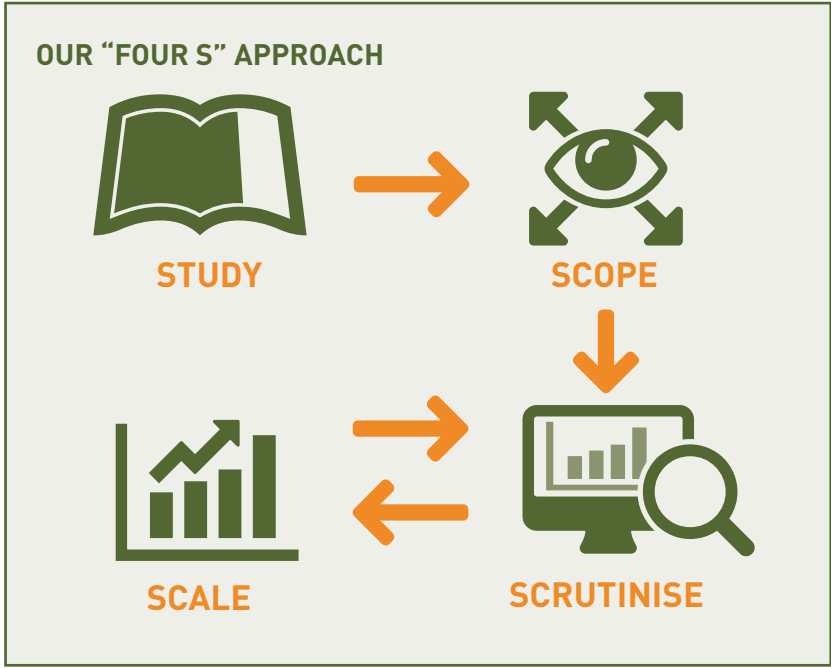 OUR “FOUR S” APPROACH
STUDY
SCOPE
SCALE
SCRUTINISE